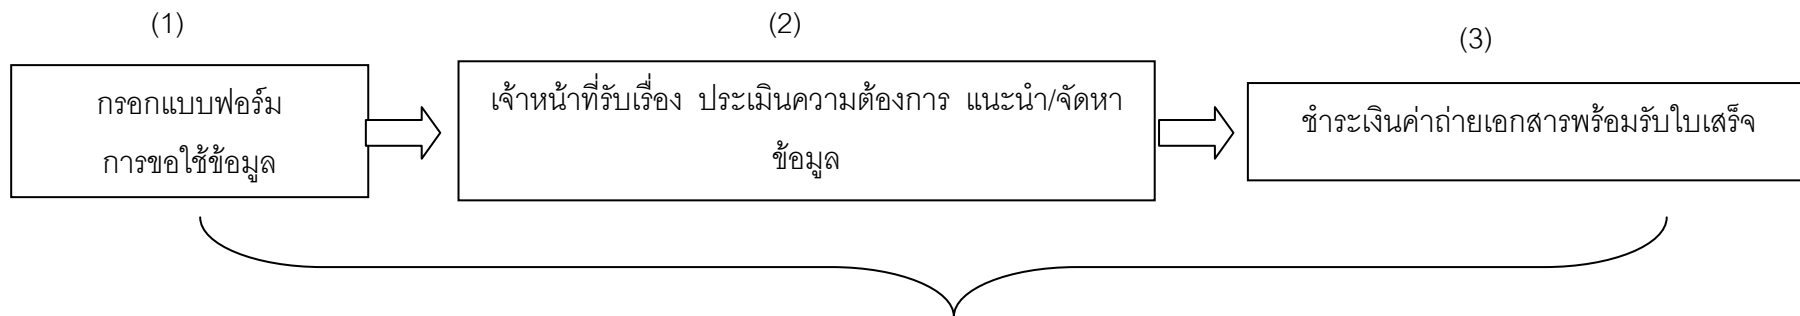 (1)
(2)
(3)
กรอกแบบฟอร์ม
การขอใช้ข้อมูล
เจ้าหน้าที่รับเรื่อง ประเมินความต้องการ แนะนำ/จัดหา
ข้อมูล
ชำระเงินค่าถ่ายเอกสารพร้อมรับใบเสร็จ